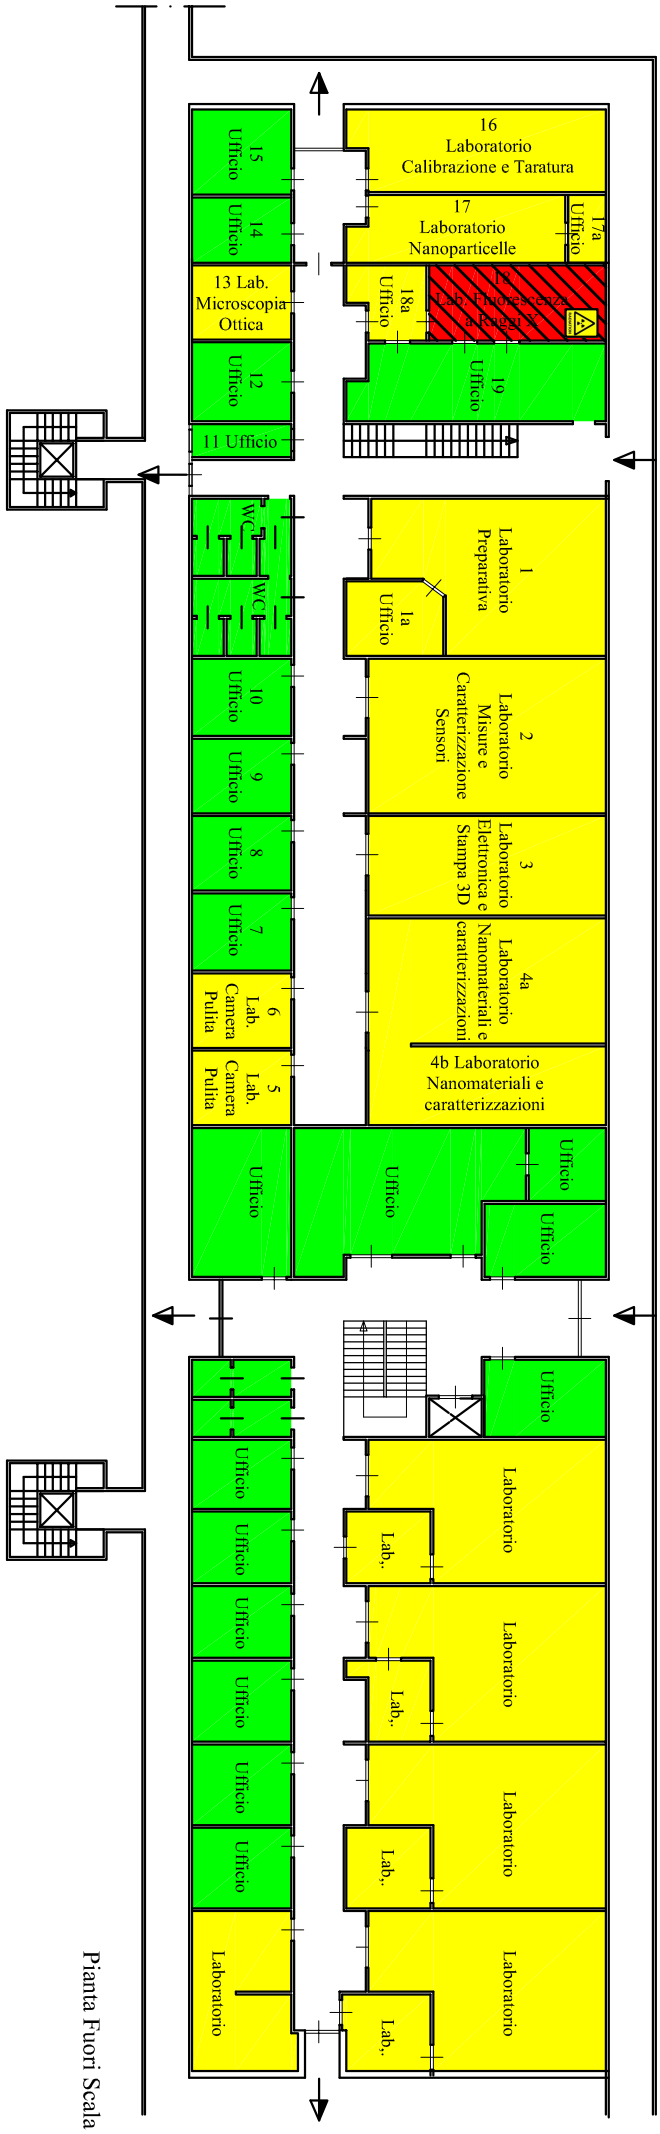 16
Laboratorio
Calibrazione e Taratura
15
Ufficio
17
Laboratorio
Nanoparticelle
17a
Ufficio
14
Ufficio
13 Lab.
Microscopia
Ottica
18a
Ufficio
18
Lab. Fluorescenza
a Raggi X
12
Ufficio
19
Ufficio
11 Ufficio
WC
WC
1
Laboratorio
Preparativa
1a
Ufficio
10
Ufficio
2
Laboratorio
Misure e
Caratterizzazione
Sensori
9
Ufficio
8
Ufficio
3
Laboratorio
Elettronica e
Stampa 3D
7
Ufficio
4a
Laboratorio
Nanomateriali e
caratterizzazioni
6
Lab.
Camera
Pulita
5
Lab.
Camera
Pulita
4b Laboratorio
Nanomateriali e
caratterizzazioni
Ufficio
Ufficio
Ufficio
Ufficio
Ufficio
Ufficio
Laboratorio
Ufficio
Lab,.
Ufficio
Laboratorio
Ufficio
Lab,.
Ufficio
Laboratorio
Ufficio
Lab,.
Laboratorio
Laboratorio
Lab,.
Pianta Fuori Scala